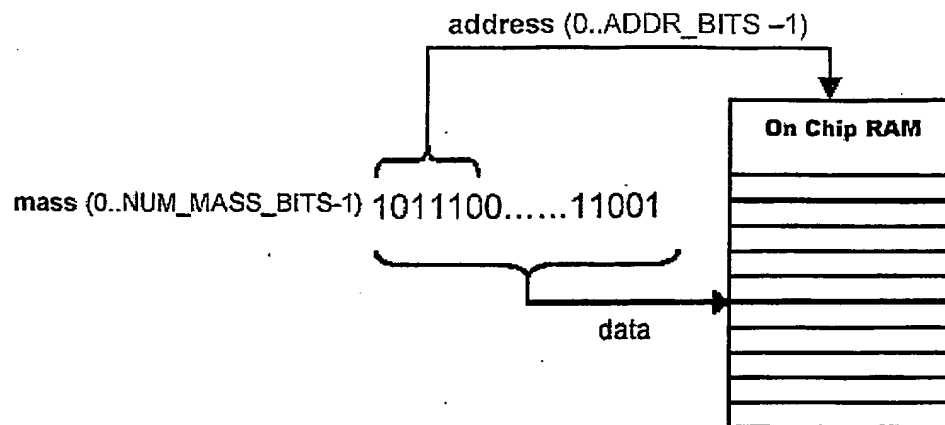 address (0..ADDR_BITS –1)
On Chip RAM
mass (0..NUM_MASS_BITS-1) 1011100......11001
data